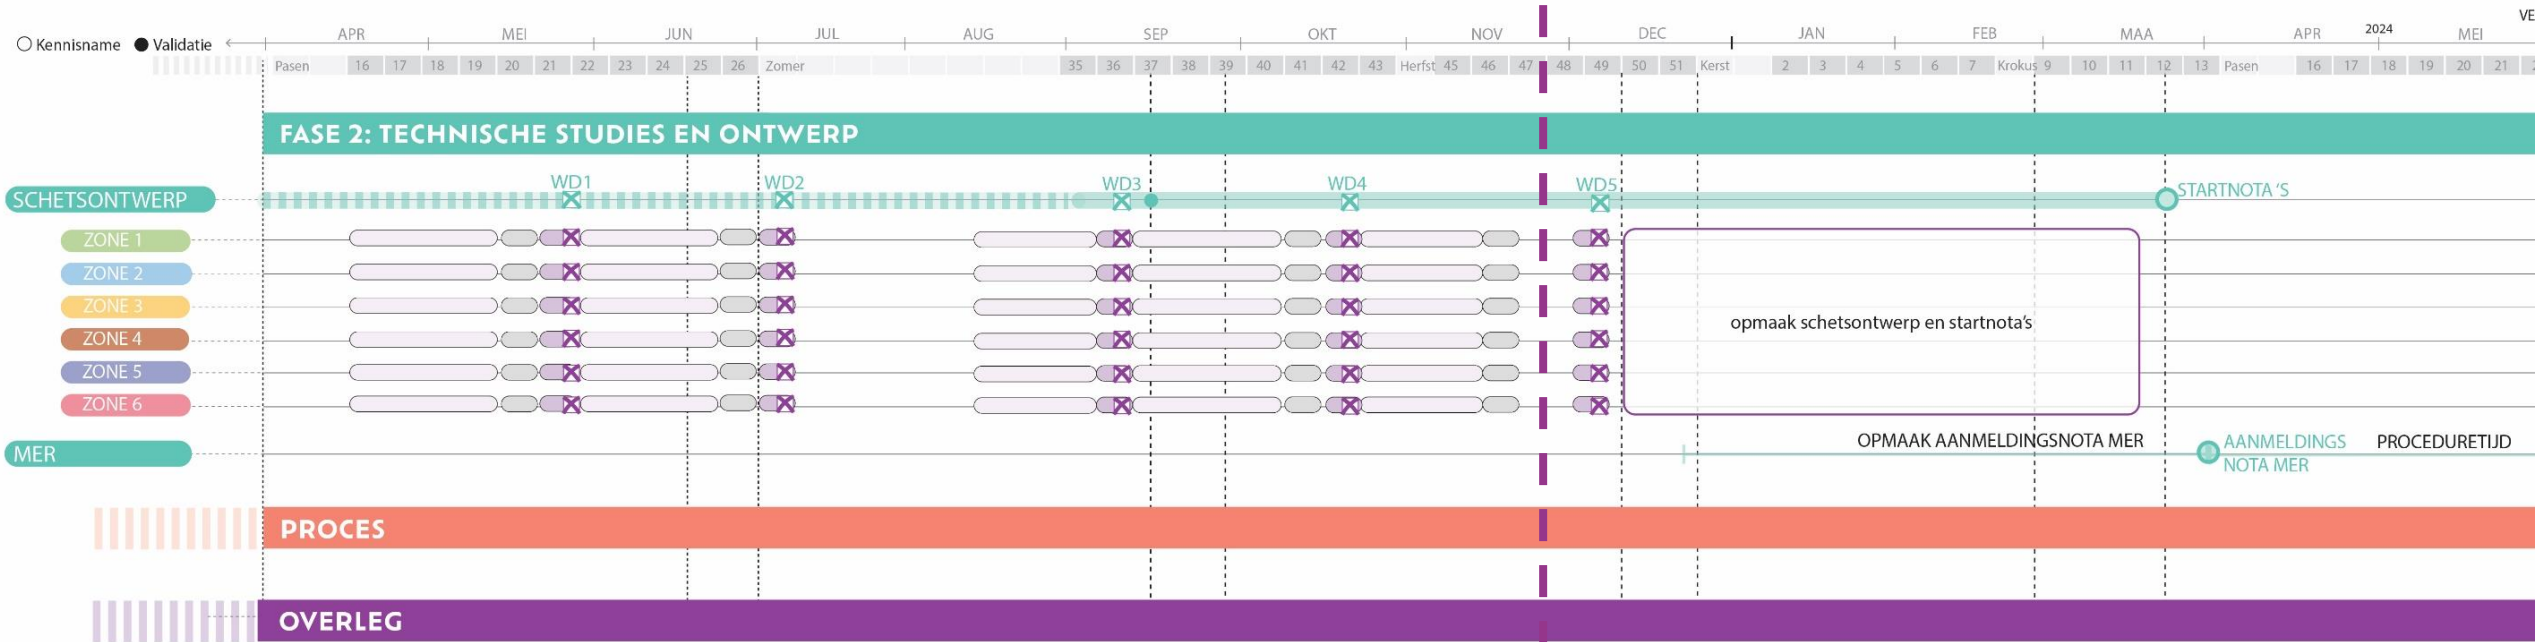 VE
APR MEI JUN JUL AUG SEP OKT NOV DEC JAN FEB MAA APR 2024 MEI
Kennisname Validatie
Pasen 16 17 18 19 20 21 22 23 24 25 26 Zomer 35 36 37 38 39 40 41 42 43 Herfst 45 46 47 48 49 50 51 Kerst 2 3 4 5 6 7 Krokus 9 10 11 12 13 Pasen 16 17 18 19 20 21
FASE 2: TECHNISCHE STUDIES EN ONTWERP
WD1 WD2 WD3 WD4 WD5
SCHETSONTWERP STARTNOTA'S
ZONE 1
ZONE 2
ZONE 3
opmaak schetsontwerp en startnota's
ZONE 4
ZONE 5
ZONE 6
OPMAAK AANMELDINGSNOTA MER AANMELDINGS PROCEDURETIJD
MER
NOTA MER
PROCES
OVERLEG